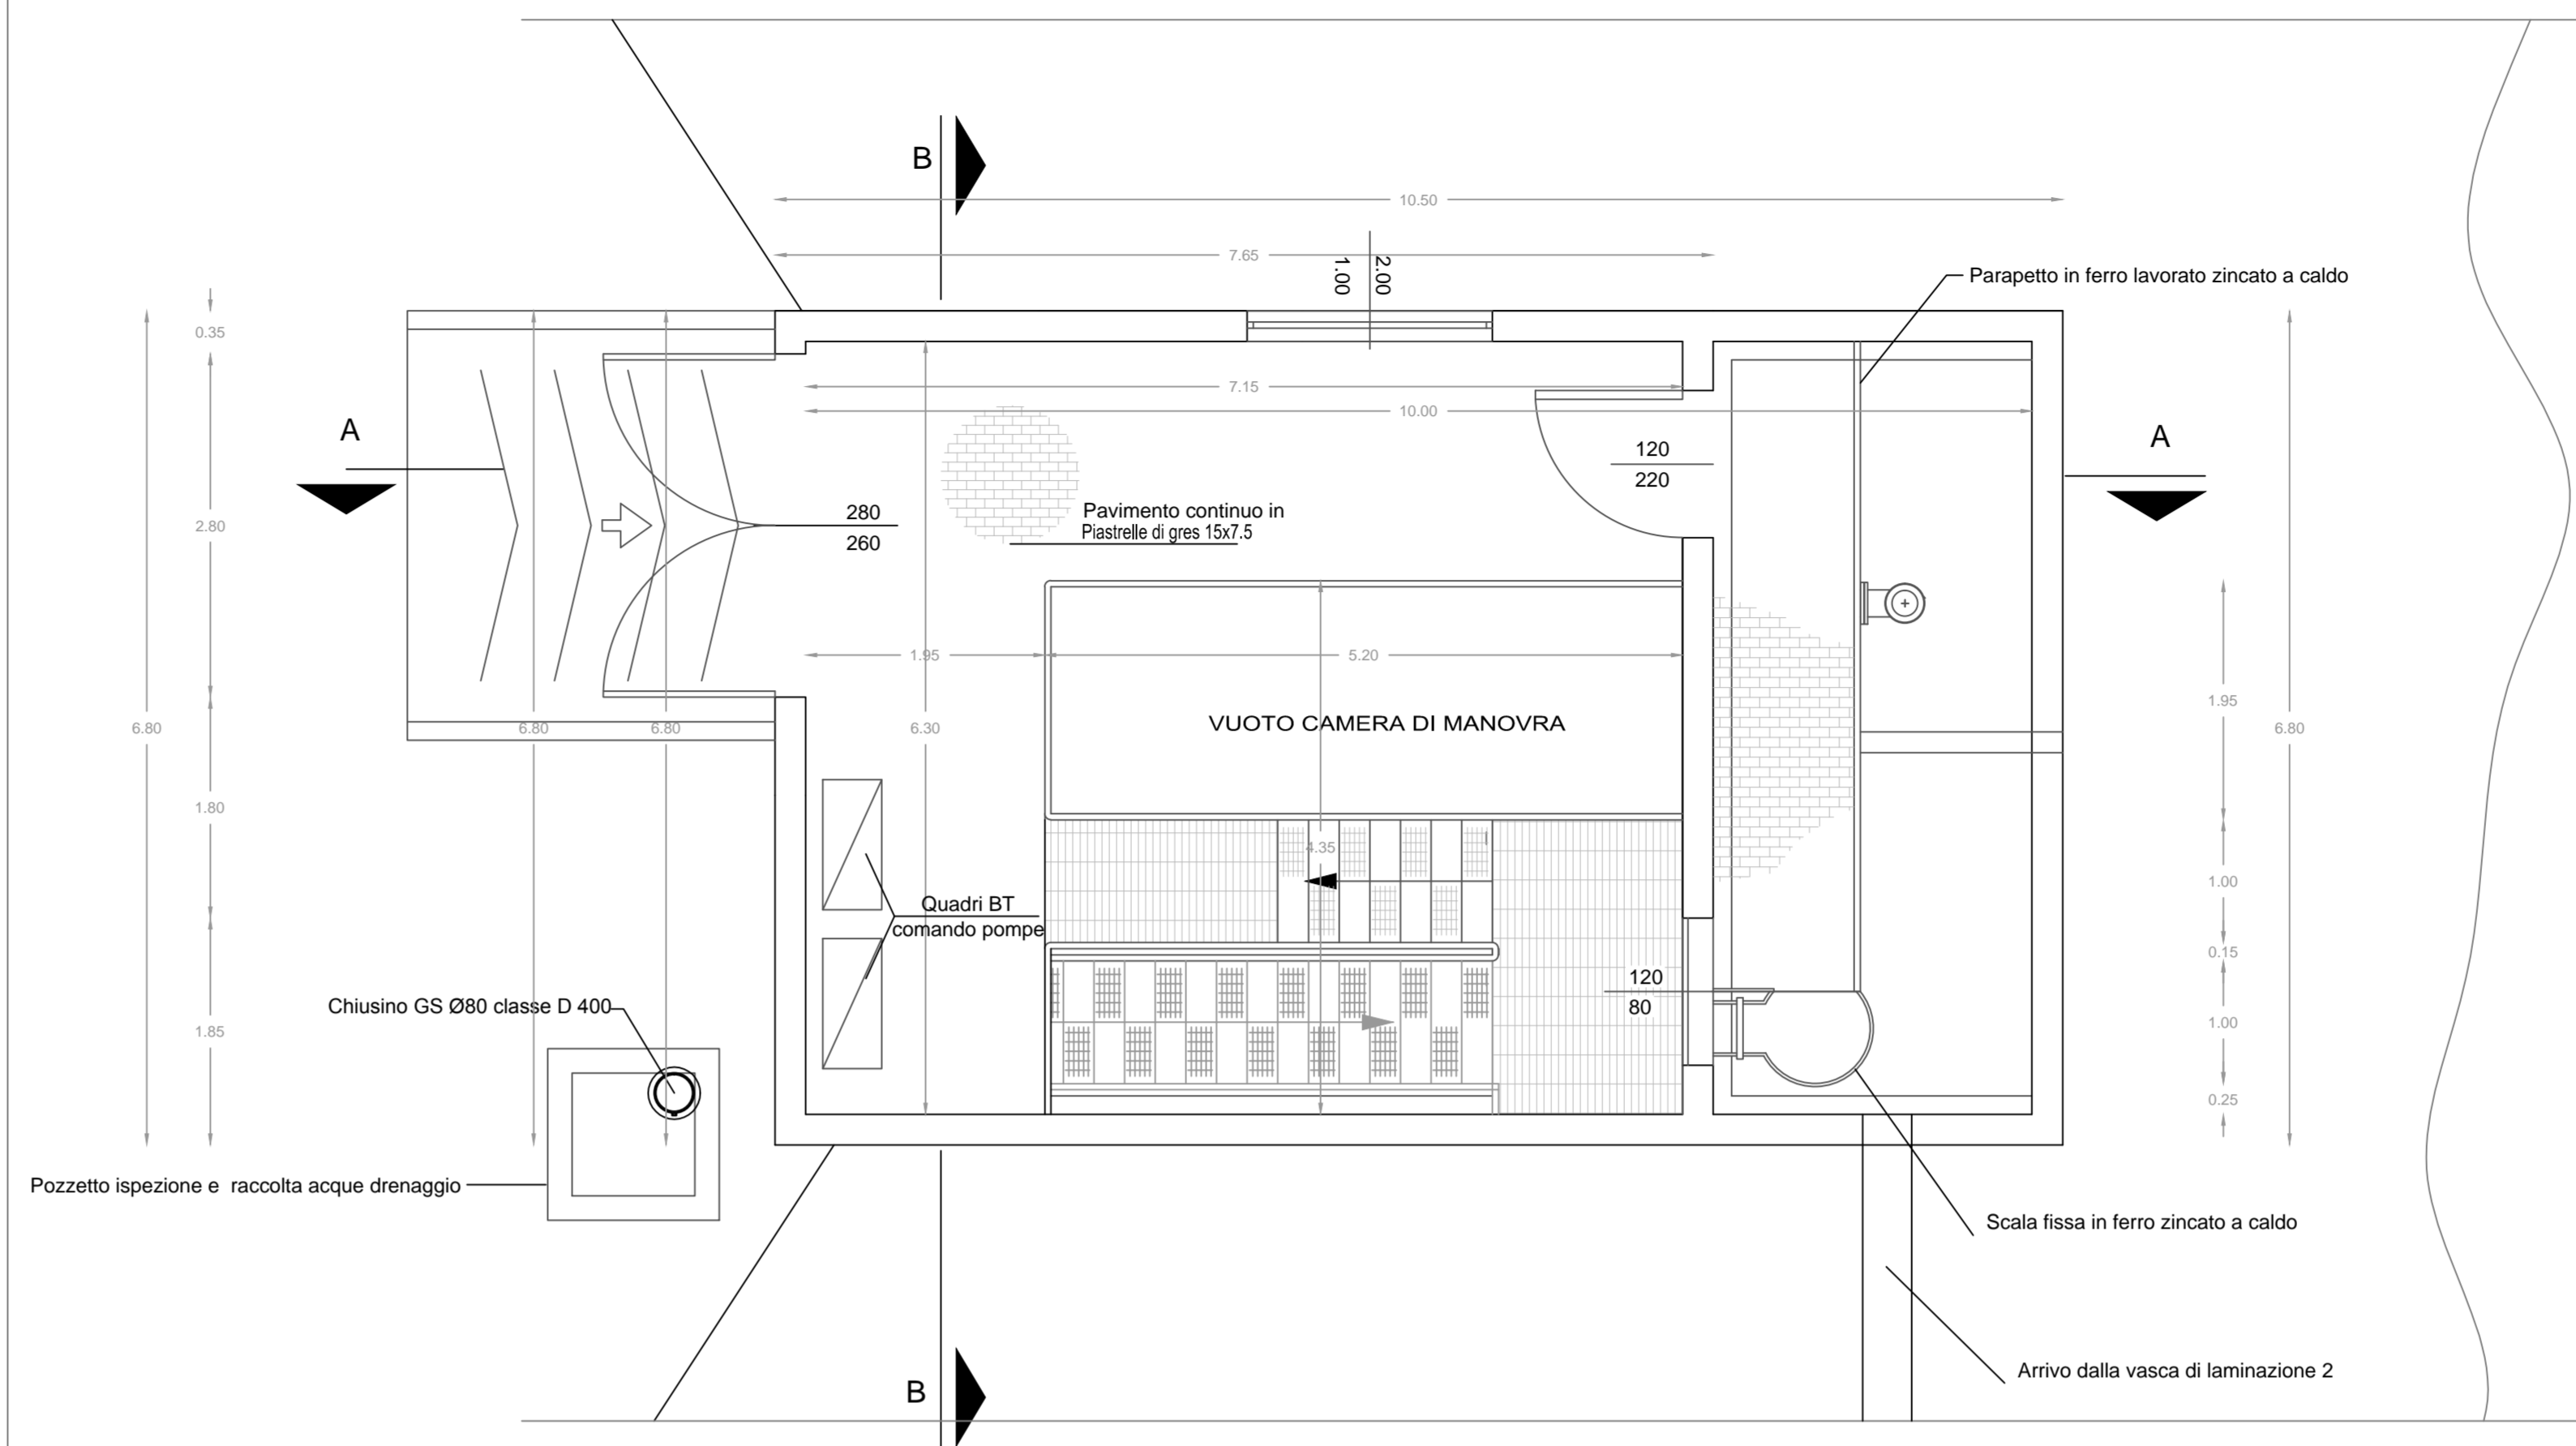 B
10.50
7.65
1.00
2.00
Parapetto in ferro lavorato zincato a caldo
0.35
7.15
10.00
A
A
120
220
280
260
Pavimento continuo in
Piastrelle di gres 15x7.5
2.80
1.95
5.20
1.95
VUOTO CAMERA DI MANOVRA
6.80
6.80
6.80
6.30
6.80
1.80
4.35
1.00
Quadri BT
comando pompe
0.15
120
80
Chiusino GS Ø80 classe D 400
1.85
1.00
0.25
Pozzetto ispezione e  raccolta acque drenaggio
Scala fissa in ferro zincato a caldo
Arrivo dalla vasca di laminazione 2
B